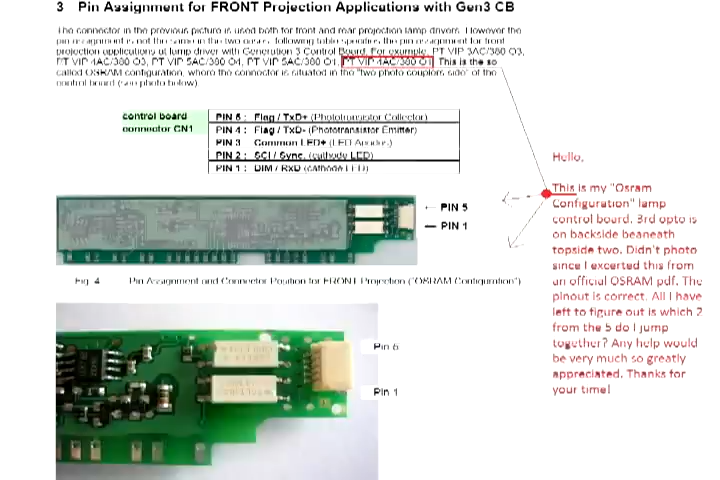 3 Pin Assignment for FRONT Projection Applications with Gen3 CB
The connector in the previous picture is used both for front and rear projection lamp drivers. However the
pin assignment is not the same in the two cases. following table specifies the pin assignment for front
projection applications of lamp driver with Generation 3 Control Board. For example, PT VIP 3AC/380 O3,
PT VIP 4AC/380 O3, PT VIP 5AC/380 O1, PT VIP 6AC/380 O1, PT VIP 4AC/380 O1. This is the so
called OSRAM configuration, where the connector is situated in the "two photo couplers side" of the
control board (see photo below)
control board
connector CN1
PIN 5 : Flag / TxD+ (Phototransistor Collector)
PIN 4 : Flag / TxD- (Phototransistor Emitter)
PIN 3 Common LED+ (LED Anodes)
PIN 2 : SCI / Sync. (cathode LED)
PIN 1 : DIM / RxD (cathode LED)
← PIN 5
— PIN 1
Fig. 4 Pin Assignment and Connector Position for FRONT Projection ("OSRAM Configuration")
Pin 5
Pin 1
Hello,
This is my "Osram
Configuration" lamp
control board. 3rd opto is
on backside beaneath
topside two. Didn't photo
since I excerted this from
an official OSRAM pdf. The
pinout is correct. All I have
left to figure out is which 2
from the 5 do I jump
together? Any help would
be very much so greatly
appreciated. Thanks for
your time!